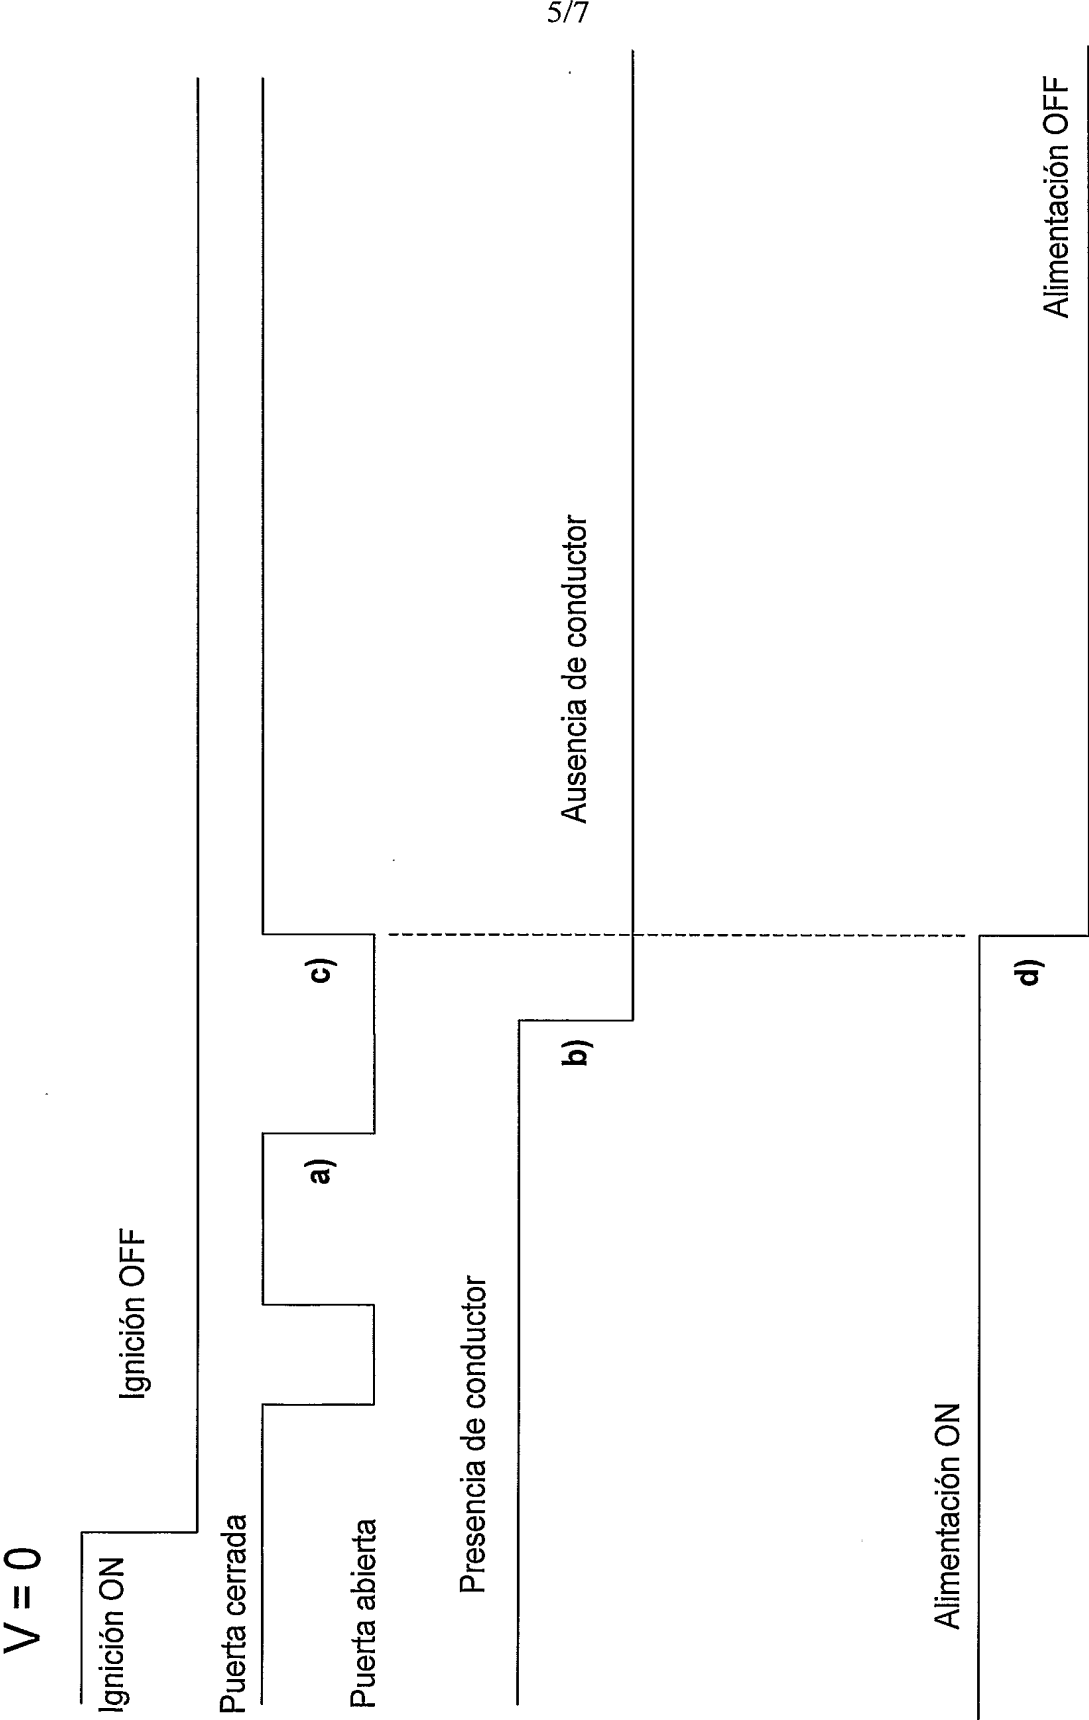 5/7
V = 0
Ignición ON
Ignición OFF
Puerta cerrada
Puerta abierta
a)
c)
Presencia de conductor
b)
Ausencia de conductor
Alimentación ON
d)
Alimentación OFF